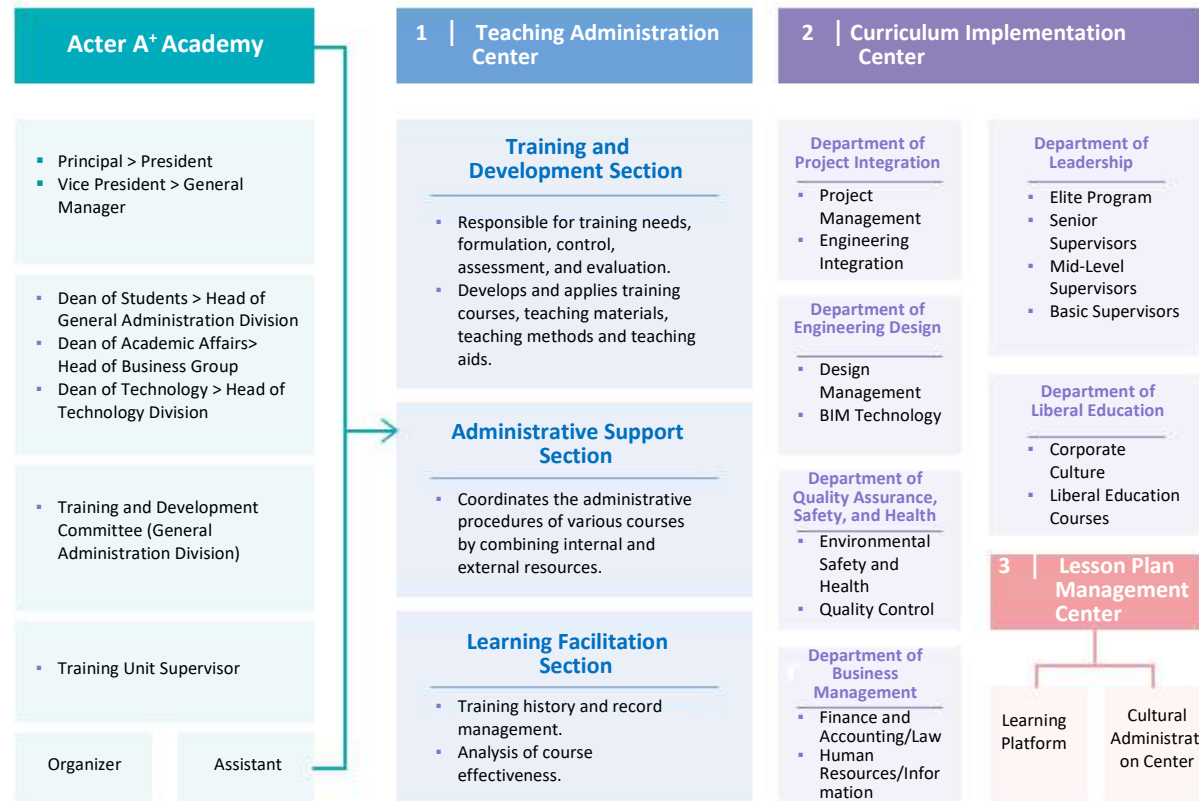 Acter A⁺ Academy
Principal > President
Vice President > General
Manager
Dean of Students > Head of
General Administration Division
Dean of Academic Affairs>
Head of Business Group
Dean of Technology > Head of
Technology Division
Training and Development
Committee (General
Administration Division)
Training Unit Supervisor
Organizer
Assistant
1 | Teaching Administration
Center
Training and
Development Section
Responsible for training needs,
formulation, control,
assessment, and evaluation.
Develops and applies training
courses, teaching materials,
teaching methods and teaching
aids.
Administrative Support
Section
Coordinates the administrative
procedures of various courses
by combining internal and
external resources.
Learning Facilitation
Section
Training history and record
management.
Analysis of course
effectiveness.
2 | Curriculum Implementation
Center
Department of
Project Integration
Project
Management
Engineering
Integration
Department of
Engineering Design
Design
Management
BIM Technology
Department of
Quality Assurance,
Safety, and Health
Environmental
Safety and
Health
Quality Control
Department of
Business
Management
Finance and
Accounting/Law
Human
Resources/Infor
mation
Department of
Leadership
Elite Program
Senior
Supervisors
Mid-Level
Supervisors
Basic Supervisors
Department of
Liberal Education
Corporate
Culture
Liberal Education
Courses
3 | Lesson Plan
Management
Center
Learning
Platform
Cultural
Administrati
on Center